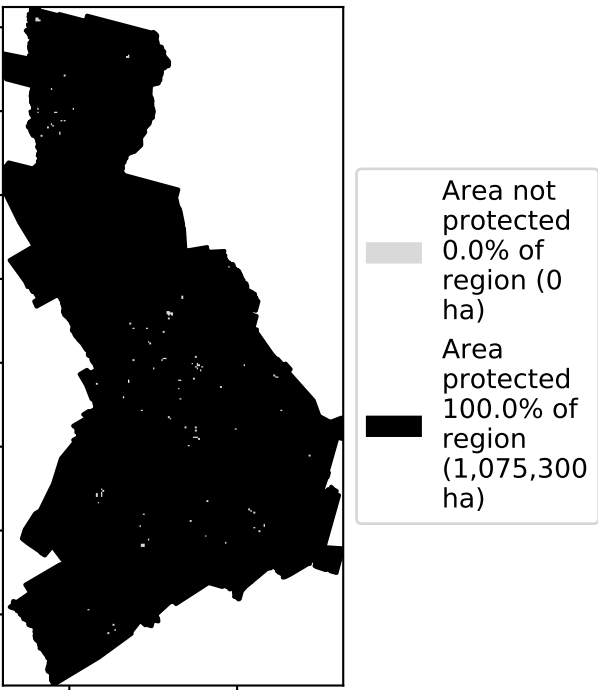 Area not
protected
0.0% of
region (0
ha)
Area
protected
100.0% of
region
(1,075,300
ha)